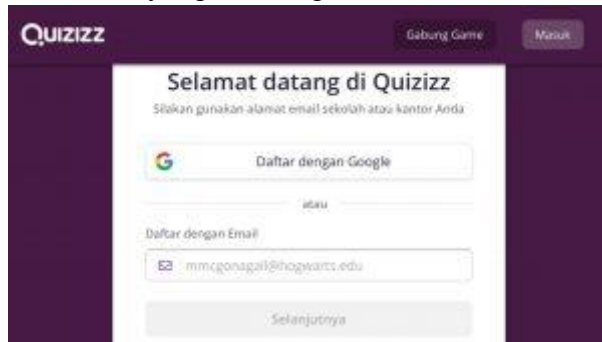 QUIZIZZ
Gabung Game
Masuk
Selamat datang di Quizizz
Silakan gunakan alamat email sekolah atau kantor Anda
Daftar dengan Google
atau
Daftar dengan Email
mmcgonagall@hogwarts.edu
Selanjutnya